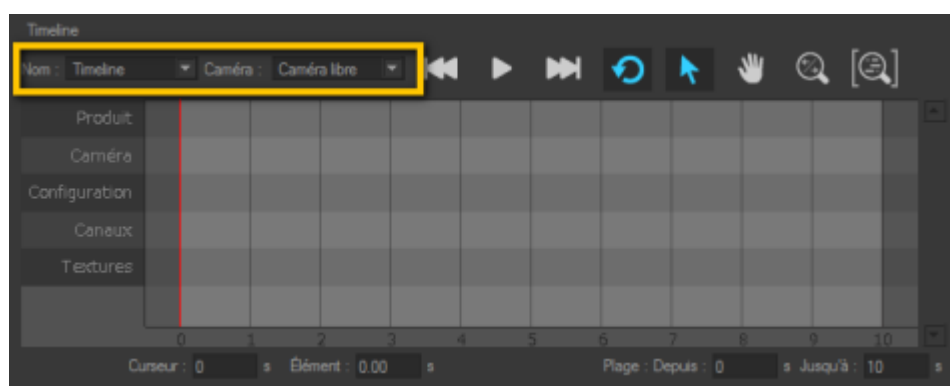 Timeline
Nom : Timeline Caméra : Caméra libre
Produit
Caméra
Configuration
Canaux
Textures
0 1 2 3 4 5 6 7 8 9 10
Curseur : 0 s Élément : 0.00 s Plage : Depuis : 0 s Jusqu'à : 10 s